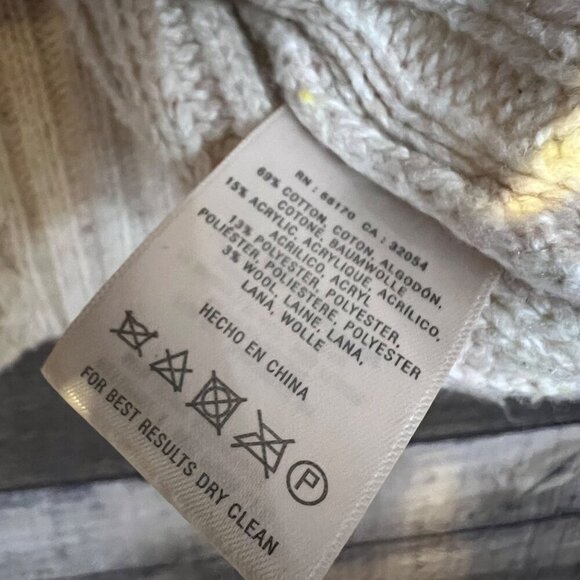 RN : 66170 CA : 32054
69% COTTON, COTON, ALGODÓN,
COTONE, BAUMWOLLE
15% ACRYLIC, ACRYLIQUE, ACRÍLICO,
ACRILICO, ACRYL
13% POLYESTER, POLYESTER,
POLIÉSTER, POLIESTERE, POLYESTER
3% WOOL, LAINE, LANA,
LANA, WOLLE
HECHO EN CHINA
P
FOR BEST RESULTS DRY CLEAN